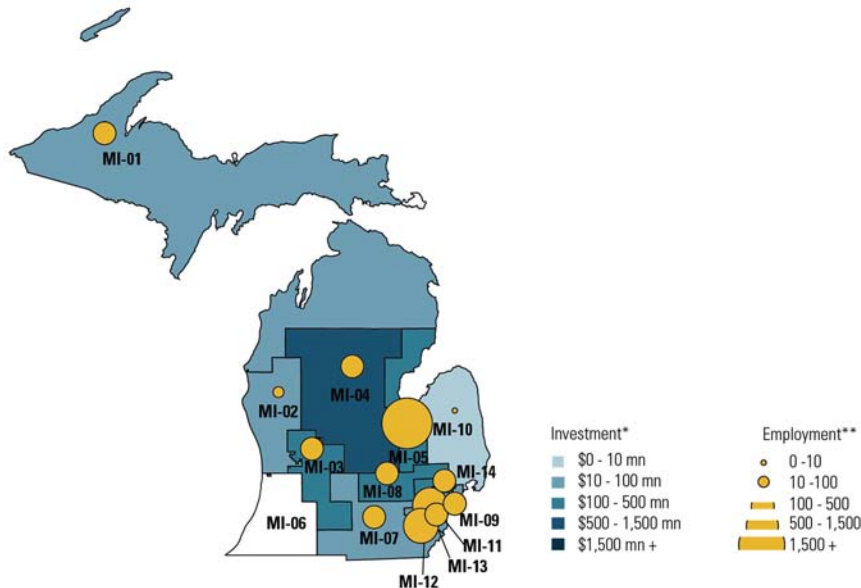 MI-01
MI-04
MI-02
MI-10
MI-05
MI-03
MI-14
MI-08
MI-06
MI-09
MI-07
MI-11
MI-13
MI-12
Investment*
$0 - 10 mn
$10 - 100 mn
$100 - 500 mn
$500 - 1,500 mn
$1,500 mn +
Employment**
0 -10
10 -100
100 - 500
500 - 1,500
1,500 +